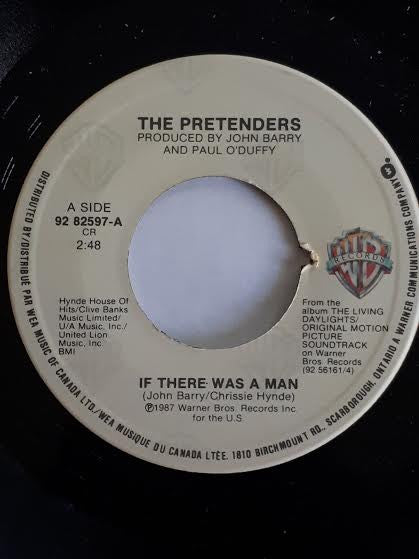 THE PRETENDERS
PRODUCED BY JOHN BARRY
AND PAUL O'DUFFY
A SIDE
92 82597-A
CR
2:48
WB
RECORDS
Hynde House Of
Hits/Clive Banks
Music Limited/
U/A Music, Inc./
United Lion
Music, Inc.
BMI
From the
album THE LIVING
DAYLIGHTS/
ORIGINAL MOTION
PICTURE
SOUNDTRACK
on Warner
Bros. Records
(92 56161/4)
IF THERE WAS A MAN
(John Barry/Chrissie Hynde)
℗1987 Warner Bros. Records Inc.
for the U.S.
DISTRIBUTED BY/DISTRIBUÉ PAR WEA MUSIC OF CANADA LTD./WEA MUSIQUE DU CANADA LTÉE. 1810 BIRCHMOUNT RD., SCARBOROUGH, ONTARIO A WARNER COMMUNICATIONS COMPANY.